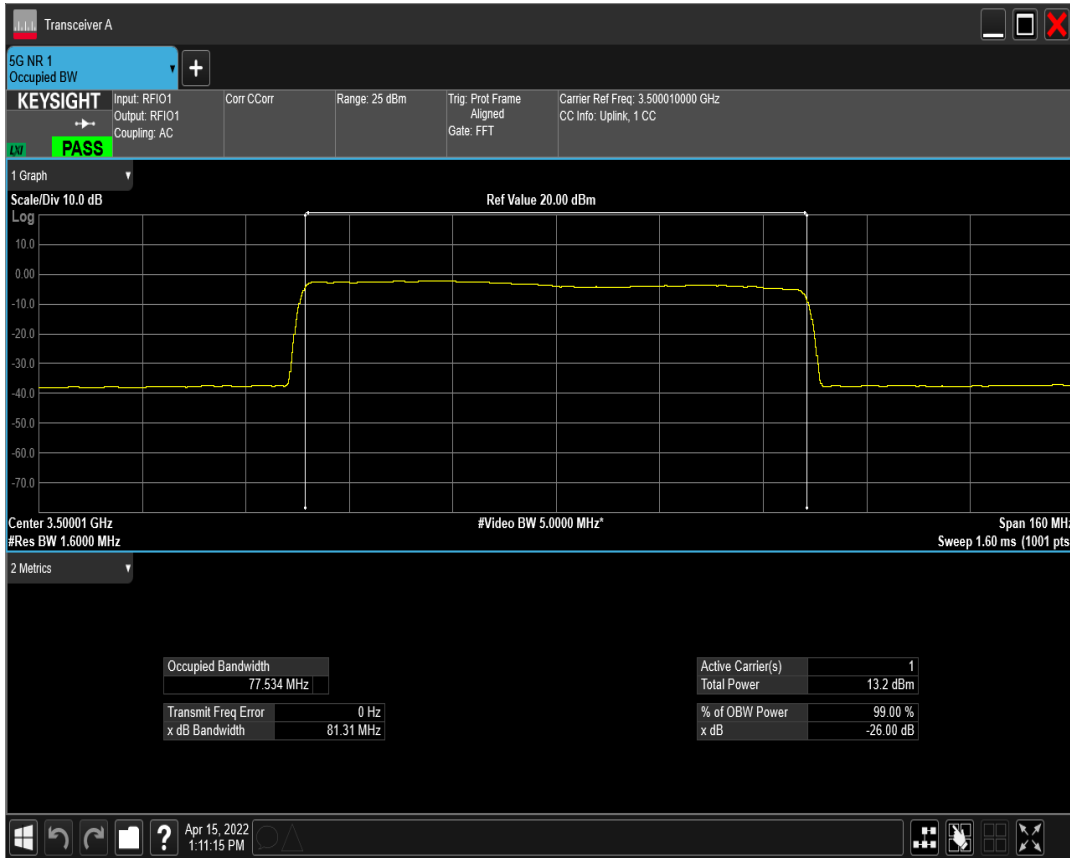 Transceiver A
5G NR 1
Occupied BW
+
KEYSIGHT
LXI
PASS
Input: RFIO1
Output: RFIO1
Coupling: AC
Corr CCorr
Range: 25 dBm
Trig: Prot Frame
Aligned
Gate: FFT
Carrier Ref Freq: 3.500010000 GHz
CC Info: Uplink, 1 CC
1 Graph
Scale/Div 10.0 dB
Ref Value 20.00 dBm
Log
10.0
0.00
-10.0
-20.0
-30.0
-40.0
-50.0
-60.0
-70.0
Center 3.50001 GHz
#Video BW 5.0000 MHz*
Span 160 MHz
#Res BW 1.6000 MHz
Sweep 1.60 ms (1001 pts
2 Metrics
Occupied Bandwidth
77.534 MHz
Transmit Freq Error 0 Hz
x dB Bandwidth 81.31 MHz
Active Carrier(s) 1
Total Power 13.2 dBm
% of OBW Power 99.00 %
x dB -26.00 dB
?
Apr 15, 2022
1:11:15 PM